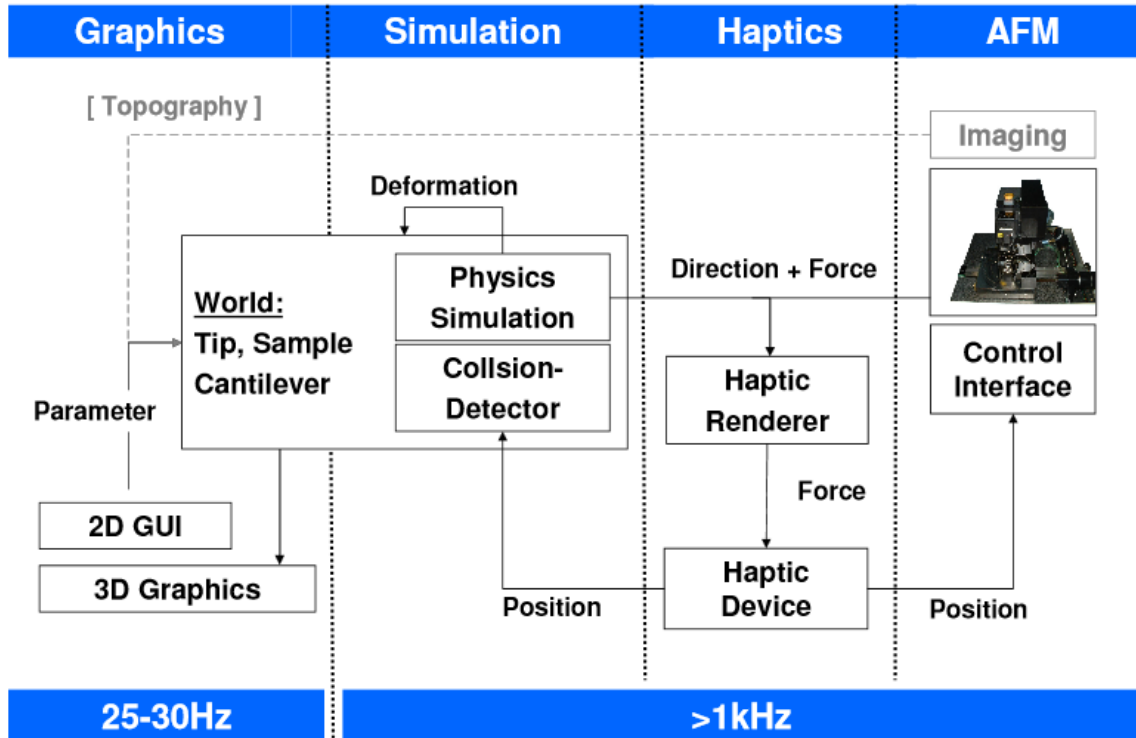 Graphics
Simulation
Haptics
AFM
[ Topography ]
Imaging
Deformation
Physics
Simulation
Direction + Force
World:
Tip, Sample
Cantilever
Collsion-
Detector
Haptic
Renderer
Control
Interface
Parameter
Force
2D GUI
3D Graphics
Haptic
Device
Position
Position
25-30Hz
>1kHz